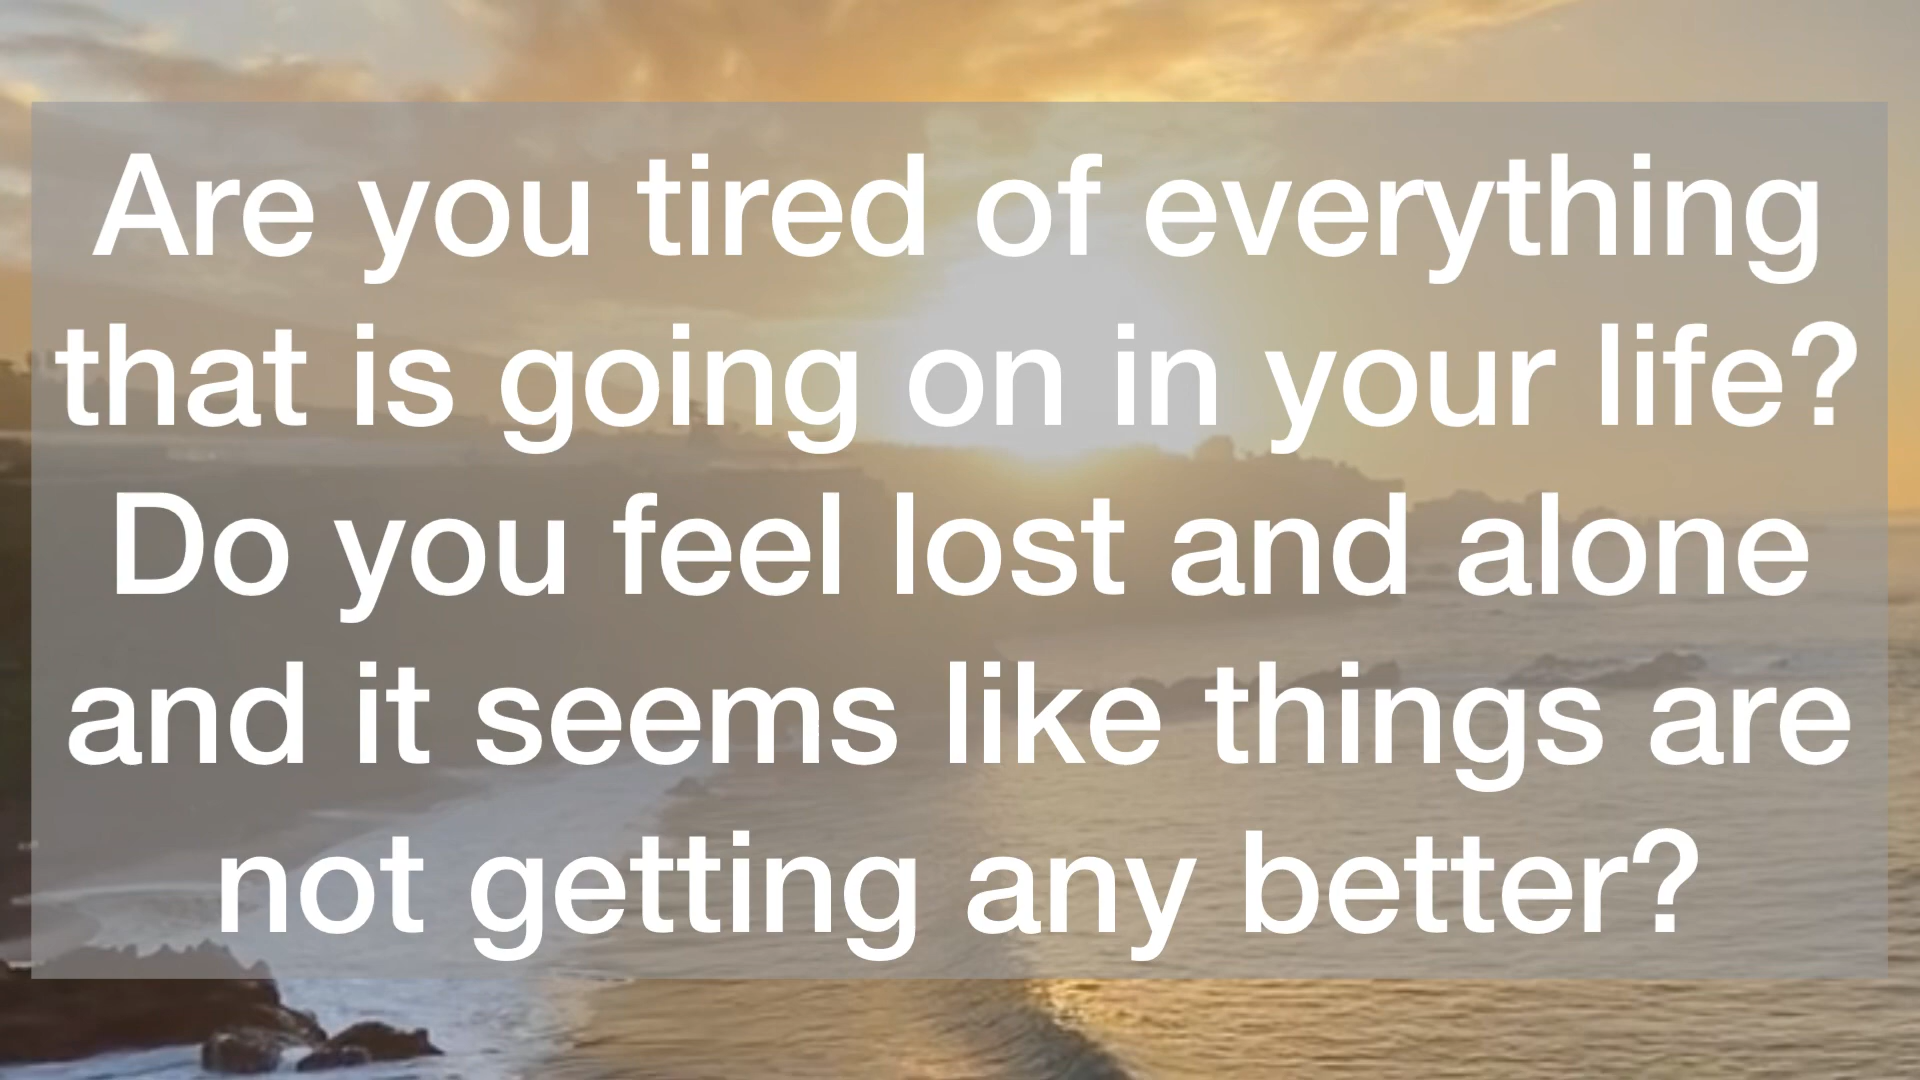 Are you tired of everything
that is going on in your life?
Do you feel lost and alone
and it seems like things are
not getting any better?